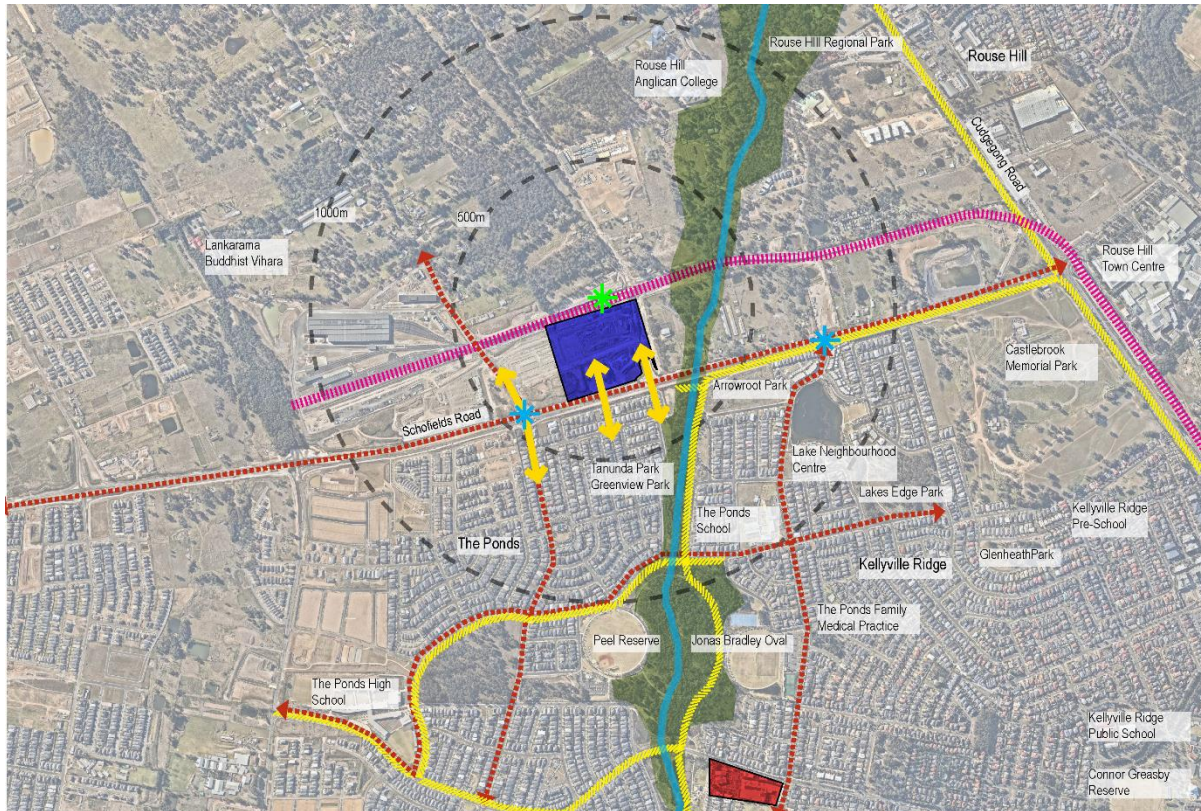 Rouse Hill Regional Park
Rouse Hill
Rouse Hill
Anglican College
Cudgegong Road
1000m
500m
Lankarama
Buddhist Vihara
Rouse Hill
Town Centre
Castlebrook
Memorial Park
Arrowroot Park
Schofields Road
Lake Neighbourhood
Centre
Tanunda Park
Greenview Park
Lakes Edge Park
The Ponds
School
Kellyville Ridge
Pre-School
The Ponds
GlenheathPark
Kellyville Ridge
The Ponds Family
Medical Practice
Peel Reserve
Jonas Bradley Oval
The Ponds High
School
Kellyville Ridge
Public School
Connor Greasby
Reserve